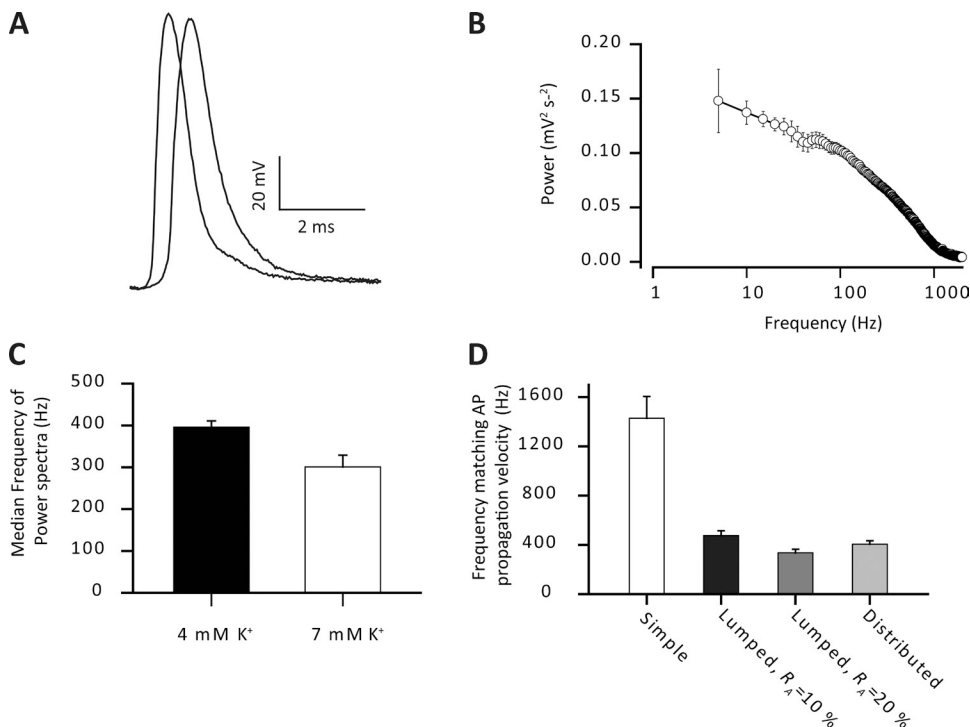 A
20 mV
2 ms
B
Power (mV² s⁻²)
0.20
0.15
0.10
0.05
0.00
1
10
100
1000
Frequency (Hz)
C
Median Frequency of
Power spectra (Hz)
500
400
300
200
100
0
4 mM K⁺
7 mM K⁺
D
Frequency matching AP
propagation velocity (Hz)
1600
1200
800
400
0
Simple
Lumped, R_A=10 %
Lumped, R_A=20 %
Distributed